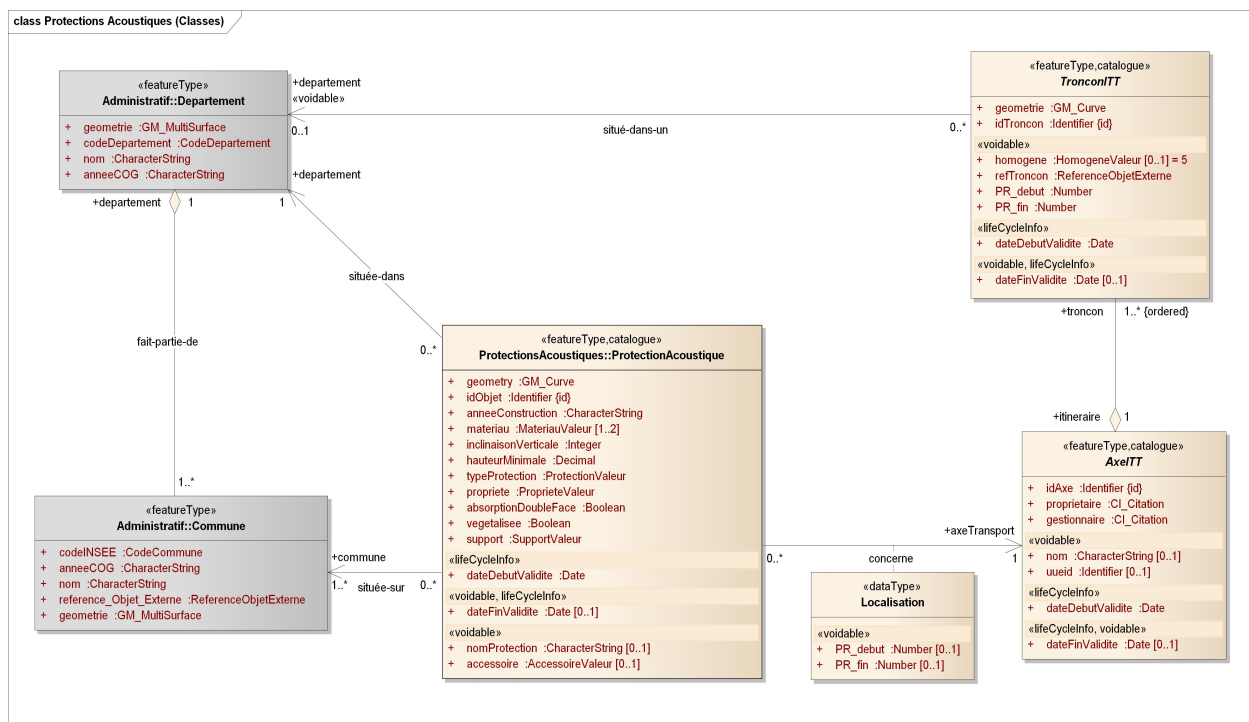 class Protections Acoustiques (Classes)
«featureType»
Administratif::Departement
+ geometrie :GM_MultiSurface
+ codeDepartement :CodeDepartement
+ nom :CharacterString
+ anneeCOG :CharacterString
+departement
«voidable»
0..1
situé-dans-un
0..*
«featureType,catalogue»
TronconITT
+ geometrie :GM_Curve
+ idTroncon :Identifier {id}
«voidable»
+ homogene :HomogeneValeur [0..1] = 5
+ refTroncon :ReferenceObjetExterne
+ PR_debut :Number
+ PR_fin :Number
«lifeCycleInfo»
+ dateDebutValidite :Date
«voidable, lifeCycleInfo»
+ dateFinValidite :Date [0..1]
+departement
1
+departement
1
située-dans
0..*
fait-partie-de
1..*
+troncon
1..* {ordered}
+itineraire
1
«featureType,catalogue»
ProtectionsAcoustiques::ProtectionAcoustique
+ geometry :GM_Curve
+ idObjet :Identifier {id}
+ anneeConstruction :CharacterString
+ materiau :MateriauValeur [1..2]
+ inclinaisonVerticale :Integer
+ hauteurMinimale :Decimal
+ typeProtection :ProtectionValeur
+ propriete :ProprieteValeur
+ absorptionDoubleFace :Boolean
+ vegetalisee :Boolean
+ support :SupportValeur
«lifeCycleInfo»
+ dateDebutValidite :Date
«voidable, lifeCycleInfo»
+ dateFinValidite :Date [0..1]
«voidable»
+ nomProtection :CharacterString [0..1]
+ accessoire :AccessoireValeur [0..1]
«featureType»
Administratif::Commune
+ codeINSEE :CodeCommune
+ anneeCOG :CharacterString
+ nom :CharacterString
+ reference_Objet_Externe :ReferenceObjetExterne
+ geometrie :GM_MultiSurface
+commune
1..*
située-sur
0..*
0..*
concerne
+axeTransport
1
«dataType»
Localisation
«voidable»
+ PR_debut :Number [0..1]
+ PR_fin :Number [0..1]
«featureType,catalogue»
AxeITT
+ idAxe :Identifier {id}
+ proprietaire :CI_Citation
+ gestionnaire :CI_Citation
«voidable»
+ nom :CharacterString [0..1]
+ uueid :Identifier [0..1]
«lifeCycleInfo»
+ dateDebutValidite :Date
«lifeCycleInfo, voidable»
+ dateFinValidite :Date [0..1]